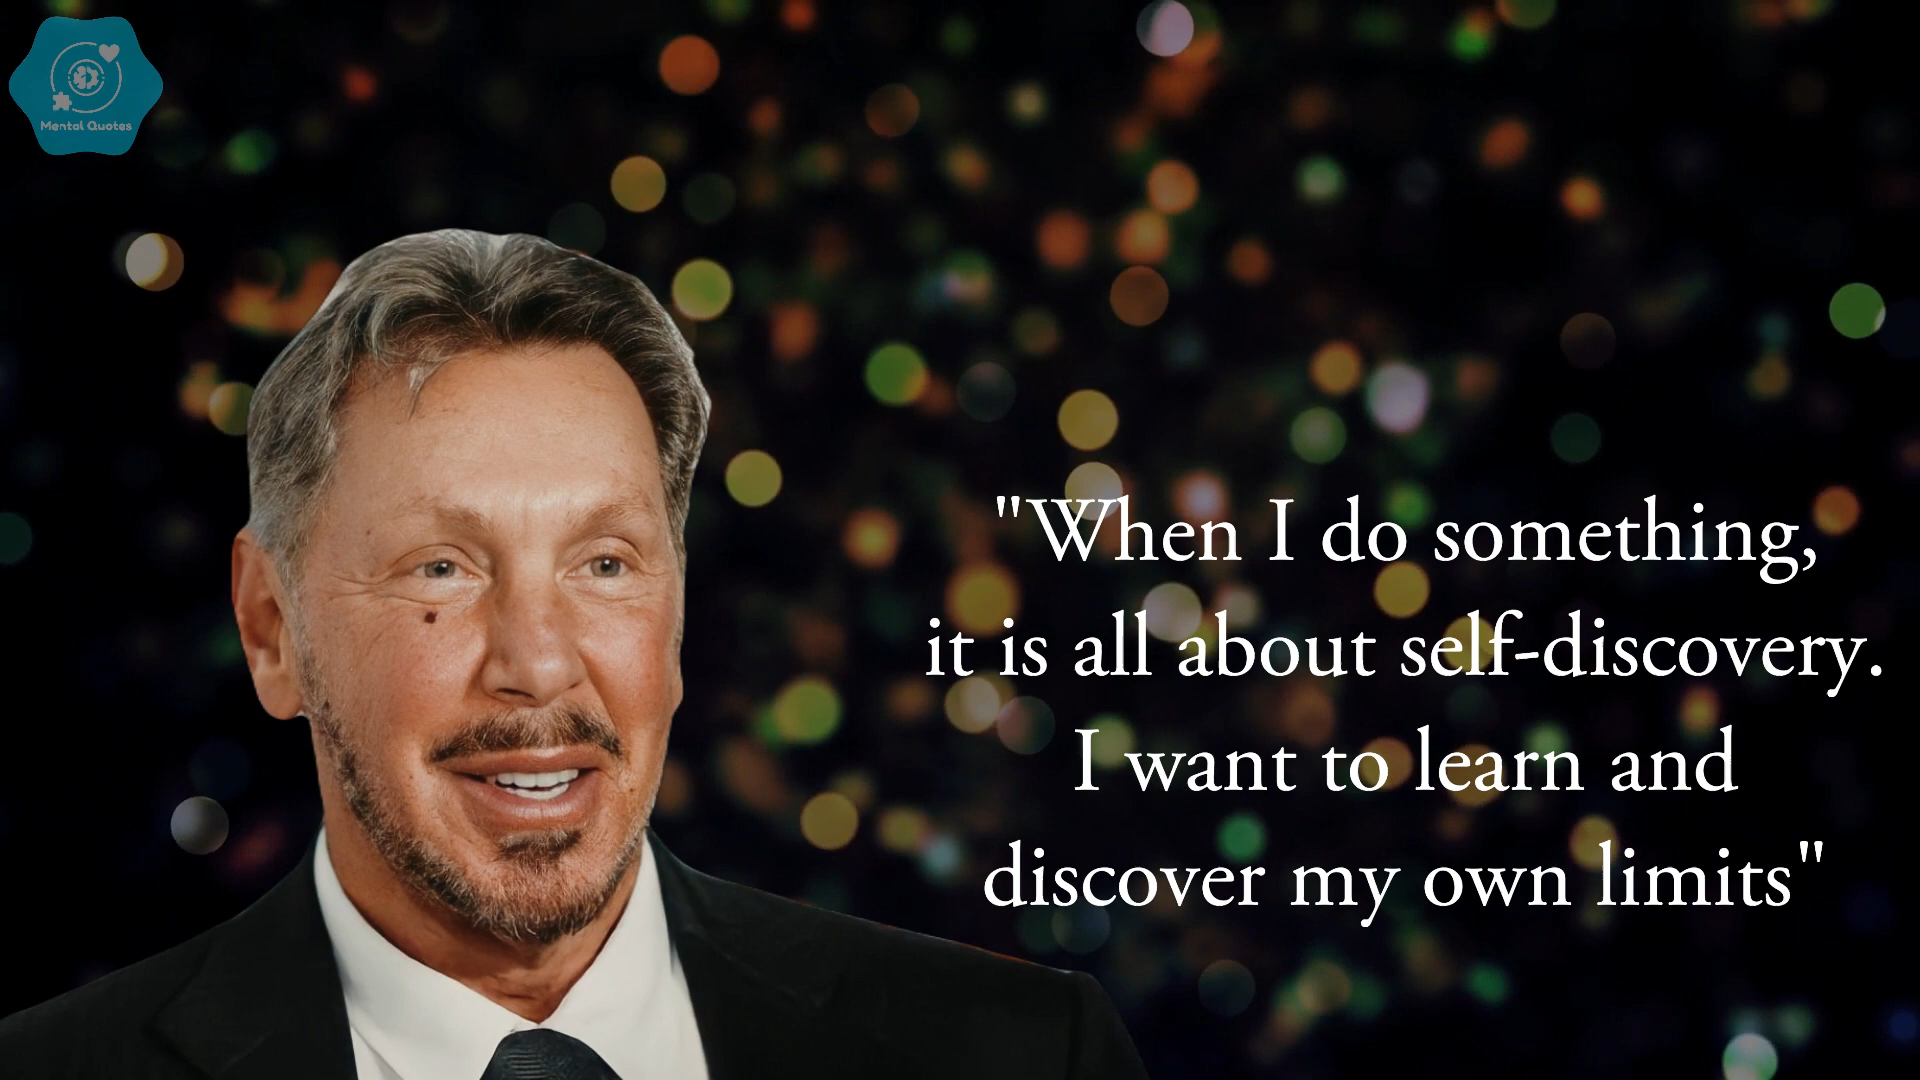 Mental Quotes
"When I do something,
it is all about self-discovery.
I want to learn and
discover my own limits"